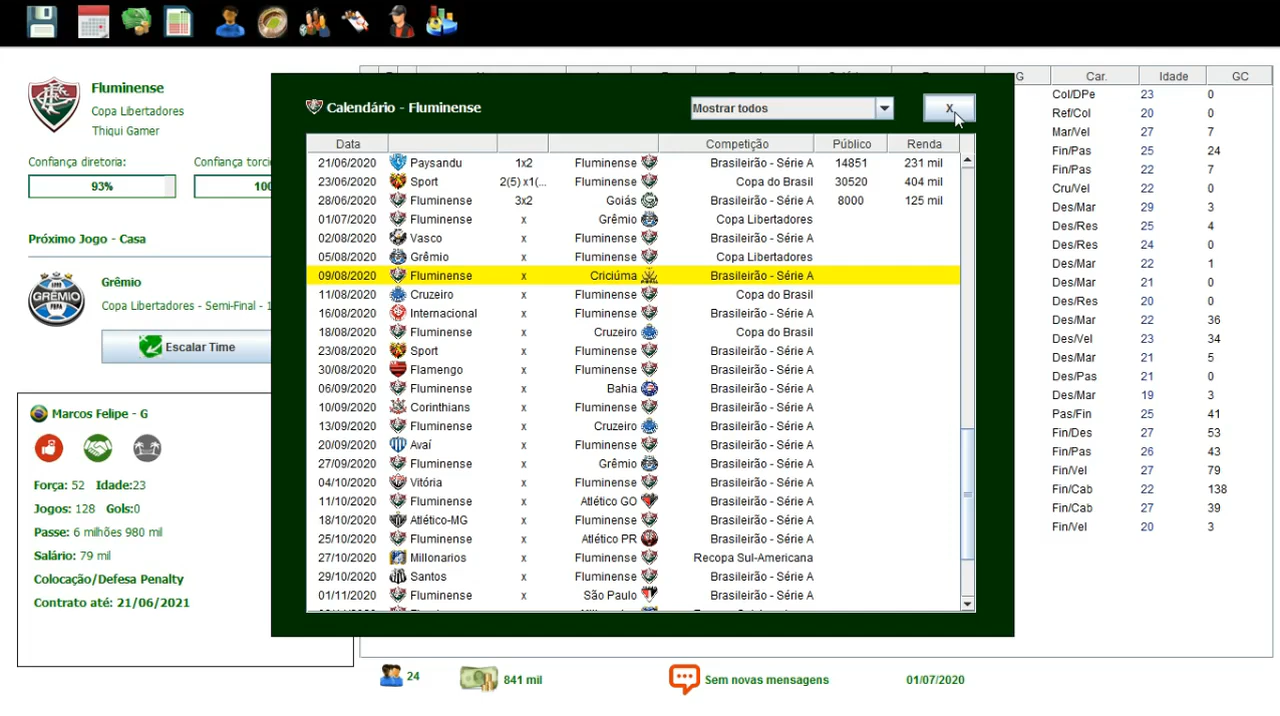 Fluminense
Copa Libertadores
Thiqui Gamer
Confiança diretoria:
Confiança torci
93%
100
Próximo Jogo - Casa
Grêmio
Copa Libertadores - Semi-Final - 1
Escalar Time
Marcos Felipe - G
Força: 52 Idade:23
Jogos: 128 Gols:0
Passe: 6 milhões 980 mil
Salário: 79 mil
Colocação/Defesa Penalty
Contrato até: 21/06/2021
Calendário - Fluminense
Mostrar todos
X
Data Competição Público Renda
21/06/2020 Paysandu 1x2 Fluminense Brasileirão - Série A 14851 231 mil
23/06/2020 Sport 2(5) x1(... Fluminense Copa do Brasil 30520 404 mil
28/06/2020 Fluminense 3x2 Goiás Brasileirão - Série A 8000 125 mil
01/07/2020 Fluminense x Grêmio Copa Libertadores
02/08/2020 Vasco x Fluminense Brasileirão - Série A
05/08/2020 Grêmio x Fluminense Copa Libertadores
09/08/2020 Fluminense x Criciúma Brasileirão - Série A
11/08/2020 Cruzeiro x Fluminense Copa do Brasil
16/08/2020 Internacional x Fluminense Brasileirão - Série A
18/08/2020 Fluminense x Cruzeiro Copa do Brasil
23/08/2020 Sport x Fluminense Brasileirão - Série A
30/08/2020 Flamengo x Fluminense Brasileirão - Série A
06/09/2020 Fluminense x Bahia Brasileirão - Série A
10/09/2020 Corinthians x Fluminense Brasileirão - Série A
13/09/2020 Fluminense x Cruzeiro Brasileirão - Série A
20/09/2020 Avaí x Fluminense Brasileirão - Série A
27/09/2020 Fluminense x Grêmio Brasileirão - Série A
04/10/2020 Vitória x Fluminense Brasileirão - Série A
11/10/2020 Fluminense x Atlético GO Brasileirão - Série A
18/10/2020 Atlético-MG x Fluminense Brasileirão - Série A
25/10/2020 Fluminense x Atlético PR Brasileirão - Série A
27/10/2020 Millonarios x Fluminense Recopa Sul-Americana
29/10/2020 Santos x Fluminense Brasileirão - Série A
01/11/2020 Fluminense x São Paulo Brasileirão - Série A
G Car. Idade GC
Col/DPe 23 0
Ref/Col 20 0
Mar/Vel 27 7
Fin/Pas 25 24
Fin/Pas 22 7
Cru/Vel 22 0
Des/Mar 29 3
Des/Res 25 4
Des/Res 24 0
Des/Mar 22 1
Des/Mar 21 0
Des/Res 20 0
Des/Mar 22 36
Des/Vel 23 34
Des/Mar 21 5
Des/Pas 21 0
Des/Mar 19 3
Pas/Fin 25 41
Fin/Des 27 53
Fin/Pas 26 43
Fin/Vel 27 79
Fin/Cab 22 138
Fin/Cab 27 39
Fin/Vel 20 3
24
841 mil
Sem novas mensagens
01/07/2020